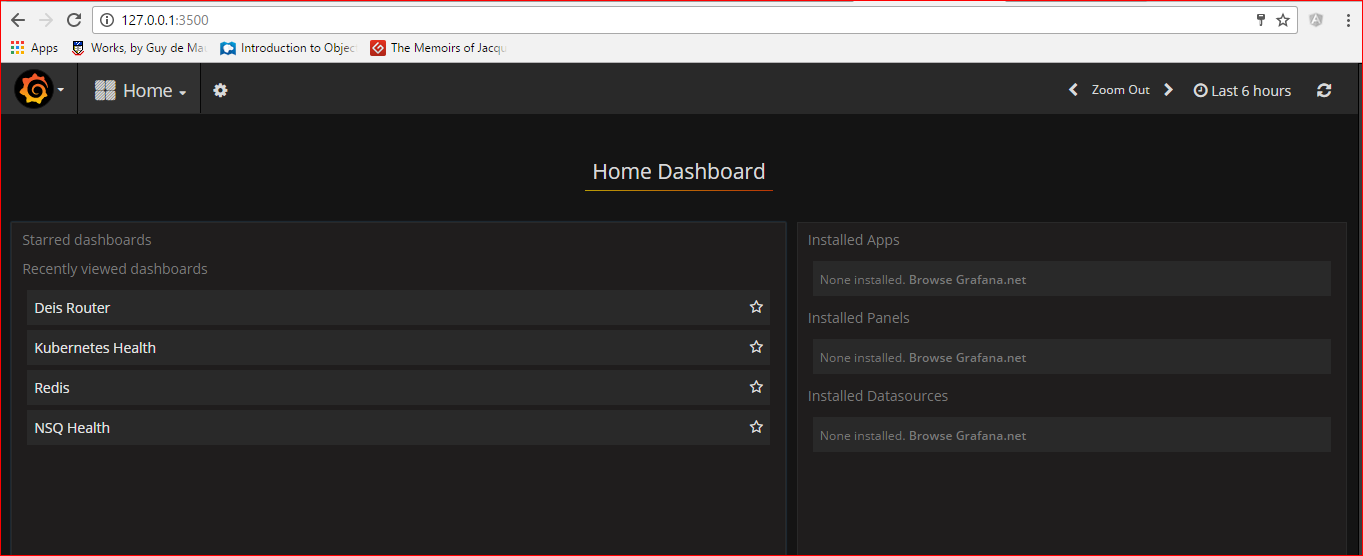 127.0.0.1:3500
Apps Works, by Guy de Mau Introduction to Objec The Memoirs of Jacqu
Home Zoom Out Last 6 hours
Home Dashboard
Starred dashboards
Recently viewed dashboards
Deis Router
Kubernetes Health
Redis
NSQ Health
Installed Apps
None installed. Browse Grafana.net
Installed Panels
None installed. Browse Grafana.net
Installed Datasources
None installed. Browse Grafana.net